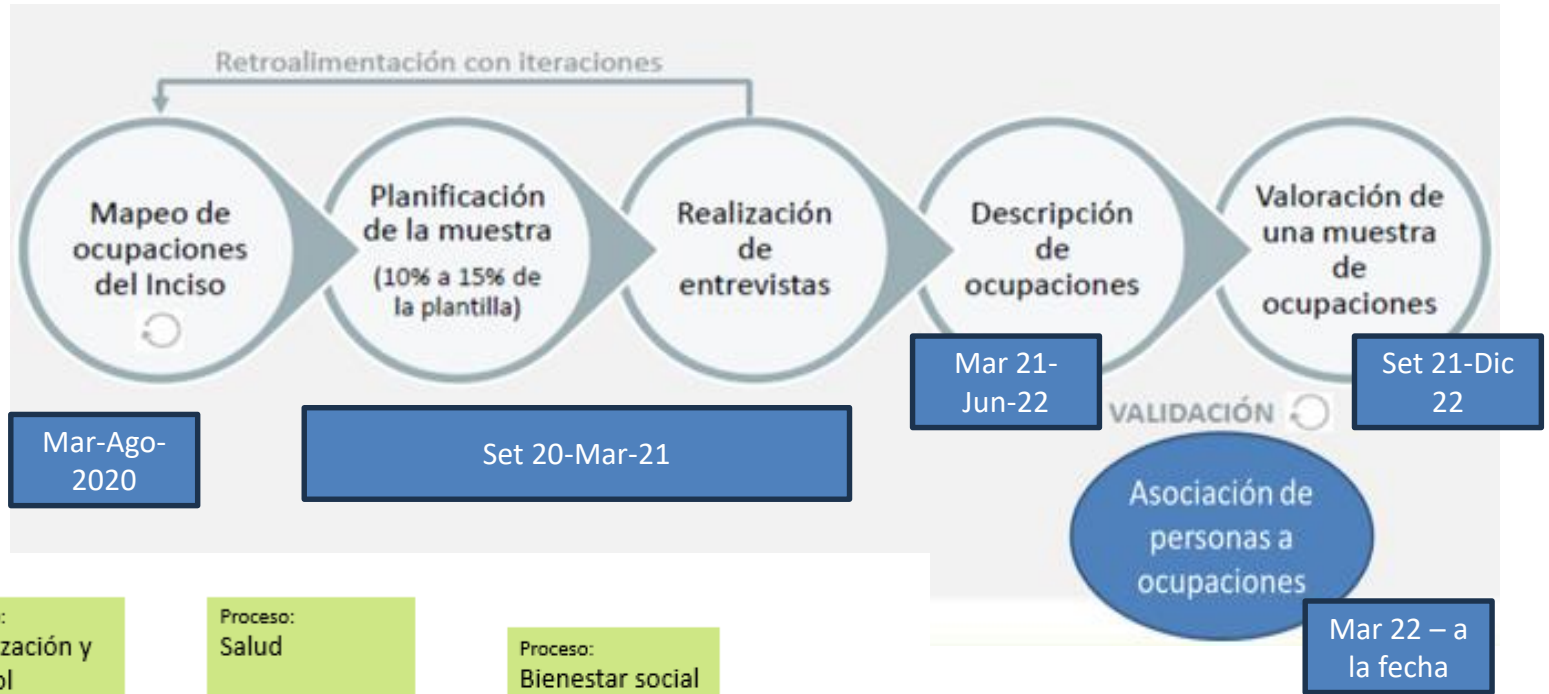 Retroalimentación con iteraciones
Mapeo de
ocupaciones
del Inciso
Planificación
de la muestra
(10% a 15% de
la plantilla)
Realización
de
entrevistas
Descripción
de
ocupaciones
Valoración de
una muestra
de
ocupaciones
Mar-Ago-
2020
Set 20-Mar-21
Mar 21-
Jun-22
Set 21-Dic
22
VALIDACIÓN
Asociación de
personas a
ocupaciones
Mar 22 – a
la fecha
zación y
Proceso:
Salud
Proceso:
Bienestar social